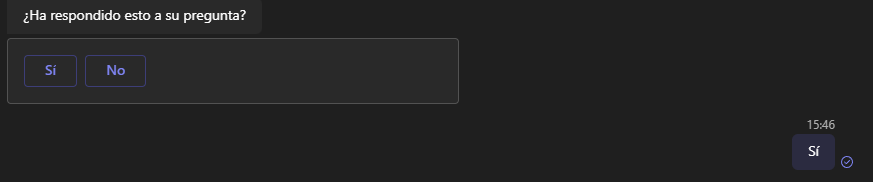 ¿Ha respondido esto a su pregunta?
Sí No
15:46
Sí